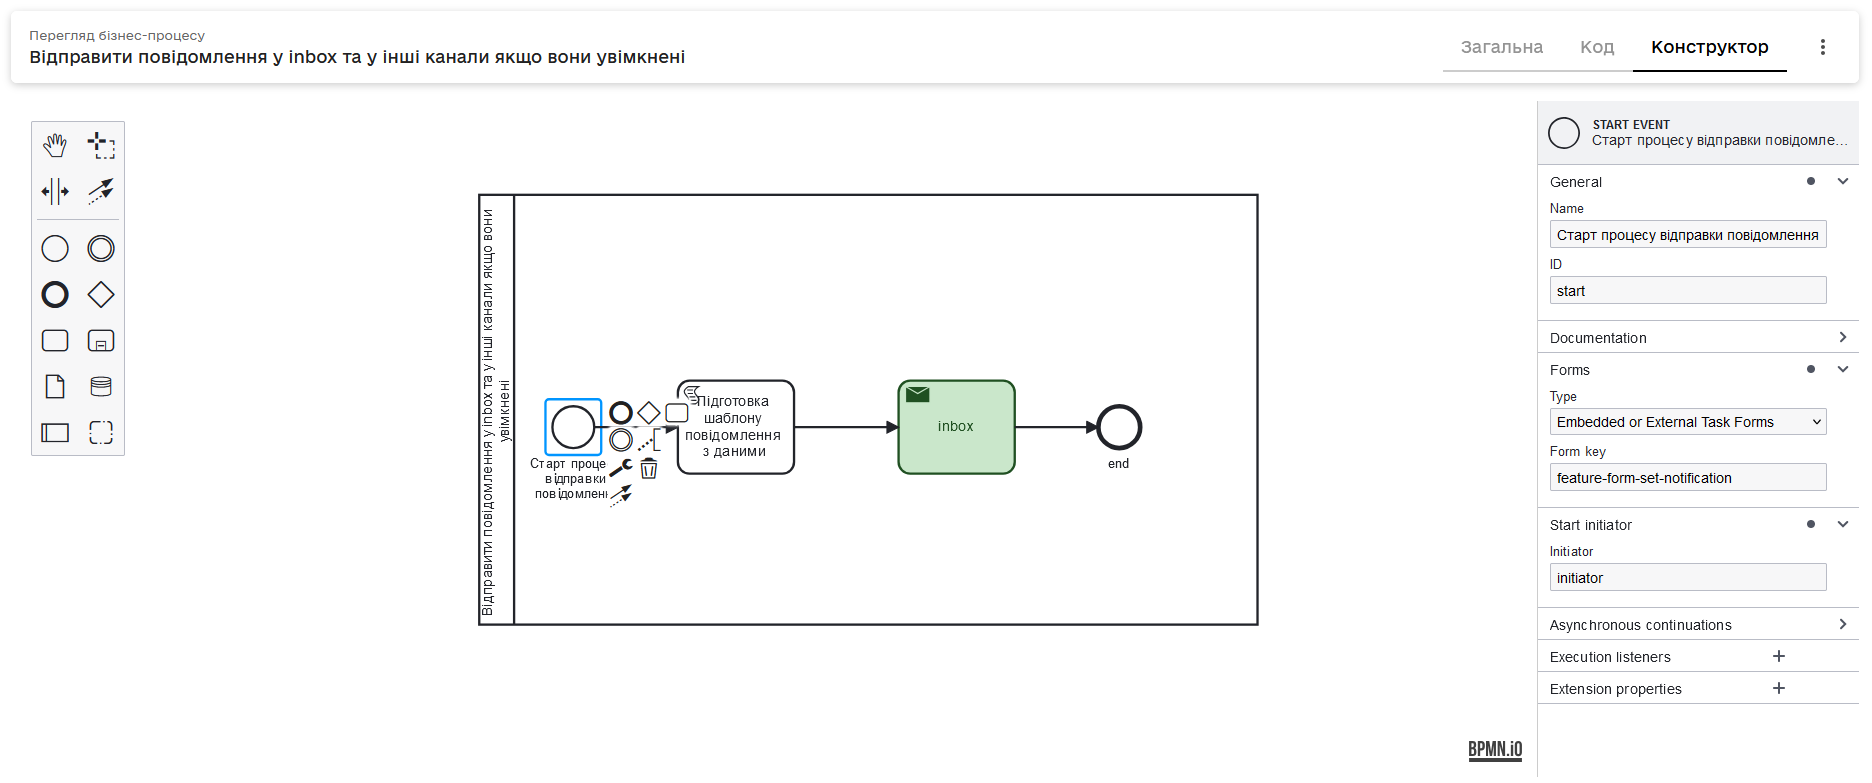 Перегляд бізнес-процесу
Відправити повідомлення у inbox та у інші канали якщо вони увімкнені
Загальна
Код
Конструктор
Відправити повідомлення у inbox та у інші канали якщо вони
увімкнені
Старт проце
відправки
повідомлен
Підготовка
шаблону
повідомлення
з даними
inbox
end
START EVENT
Старт процесу відправки повідомле...
General
Name
Старт процесу відправки повідомлення
ID
start
Documentation
Forms
Type
Embedded or External Task Forms
Form key
feature-form-set-notification
Start initiator
Initiator
initiator
Asynchronous continuations
Execution listeners
Extension properties
BPMN.iO